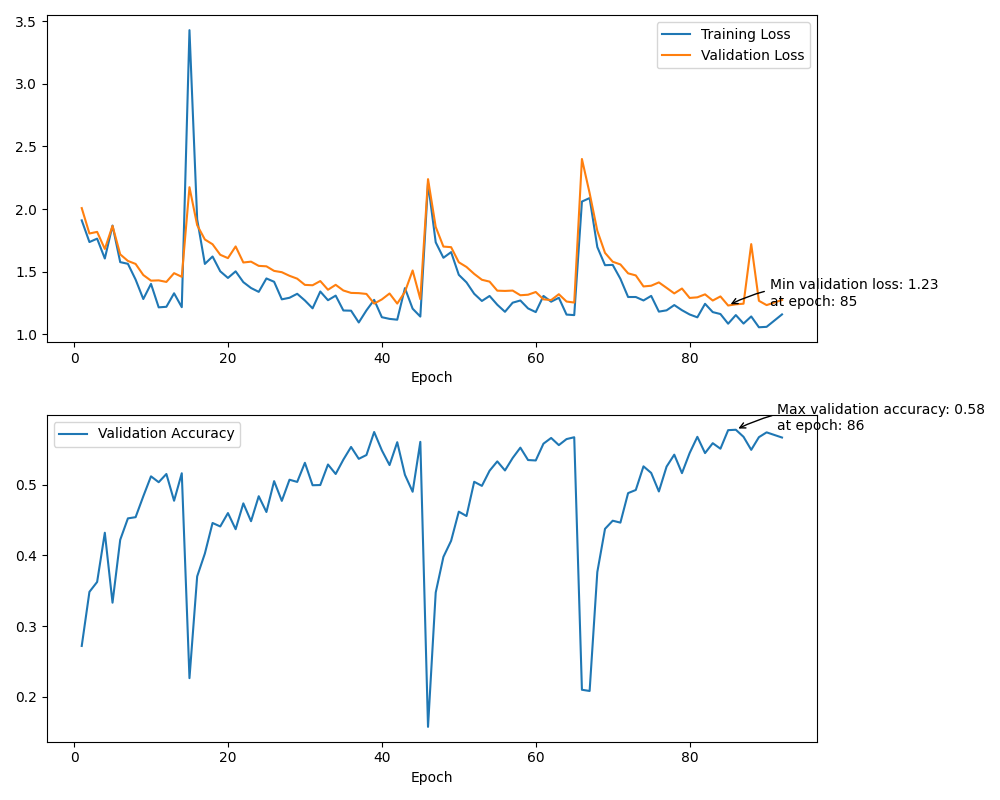 3.5
Training Loss
Validation Loss
3.0
2.5
2.0
1.5
Min validation loss: 1.23
at epoch: 85
1.0
0 20 40 60 80
Epoch
Max validation accuracy: 0.58
at epoch: 86
Validation Accuracy
0.5
0.4
0.3
0.2
0 20 40 60 80
Epoch